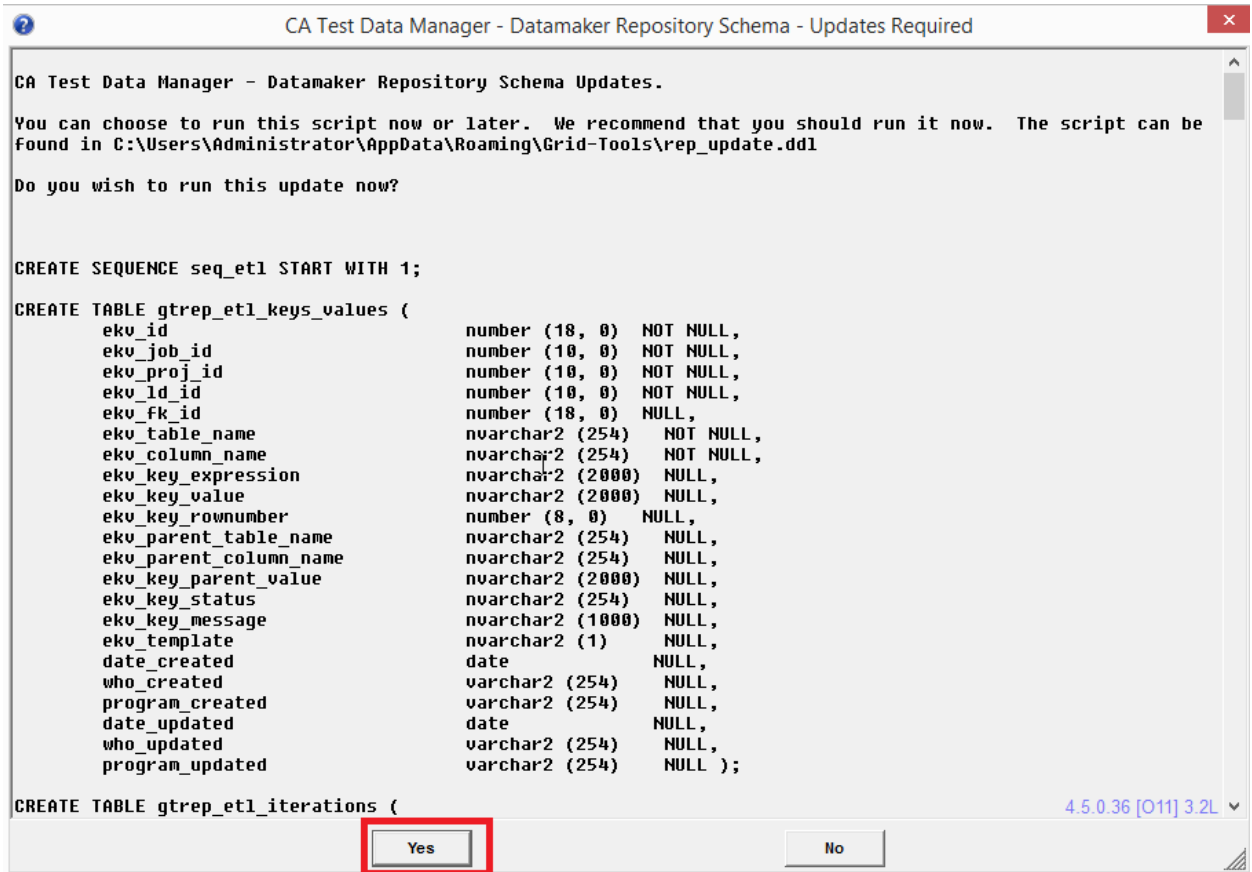 CA Test Data Manager - Datamaker Repository Schema - Updates Required
CA Test Data Manager - Datamaker Repository Schema Updates.
You can choose to run this script now or later.  We recommend that you should run it now.  The script can be
found in C:\Users\Administrator\AppData\Roaming\Grid-Tools\rep_update.ddl
Do you wish to run this update now?
CREATE SEQUENCE seq_etl START WITH 1;
CREATE TABLE gtrep_etl_keys_values (
ekv_id number (18, 0) NOT NULL,
ekv_job_id number (10, 0) NOT NULL,
ekv_proj_id number (10, 0) NOT NULL,
ekv_ld_id number (10, 0) NOT NULL,
ekv_fk_id number (18, 0) NULL,
ekv_table_name nvarchar2 (254) NOT NULL,
ekv_column_name nvarchar2 (254) NOT NULL,
ekv_key_expression nvarchar2 (2000) NULL,
ekv_key_value nvarchar2 (2000) NULL,
ekv_key_rownumber number (8, 0) NULL,
ekv_parent_table_name nvarchar2 (254) NULL,
ekv_parent_column_name nvarchar2 (254) NULL,
ekv_key_parent_value nvarchar2 (2000) NULL,
ekv_key_status nvarchar2 (254) NULL,
ekv_key_message nvarchar2 (1000) NULL,
ekv_template nvarchar2 (1) NULL,
date_created date NULL,
who_created varchar2 (254) NULL,
program_created varchar2 (254) NULL,
date_updated date NULL,
who_updated varchar2 (254) NULL,
program_updated varchar2 (254) NULL );
CREATE TABLE gtrep_etl_iterations (
4.5.0.36 [O11] 3.2L
Yes No